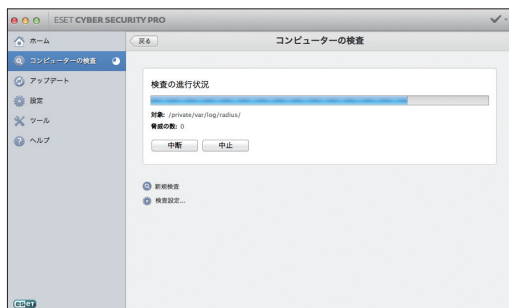 ESET CYBER SECURITY PRO
ホーム
コンピューターの検査
アップデート
設定
ツール
ヘルプ
戻る
コンピューターの検査
検査の進行状況
対象: /private/var/log/radius/
脅威の数: 0
中断 中止
新規検査
検査設定...
eseT